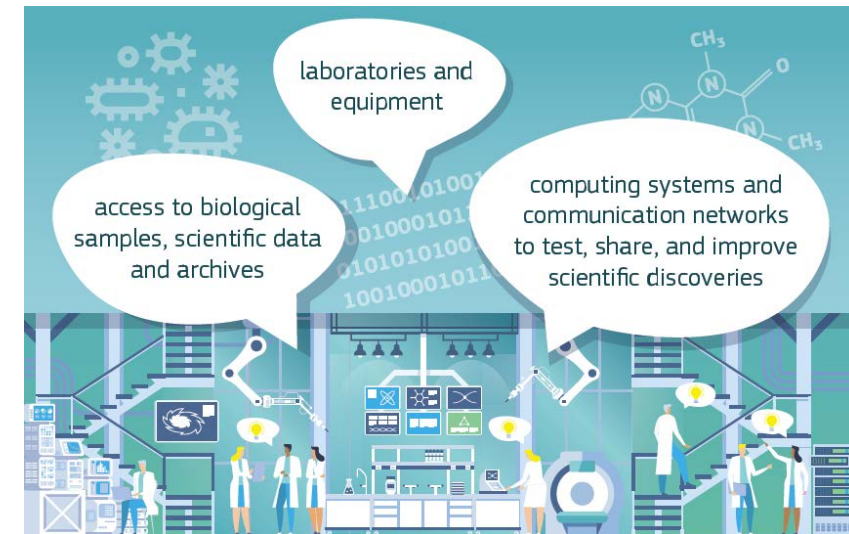 laboratories and
equipment
access to biological
samples, scientific data
and archives
computing systems and
communication networks
to test, share, and improve
scientific discoveries
CH₃
O
N
N
N
CH₃